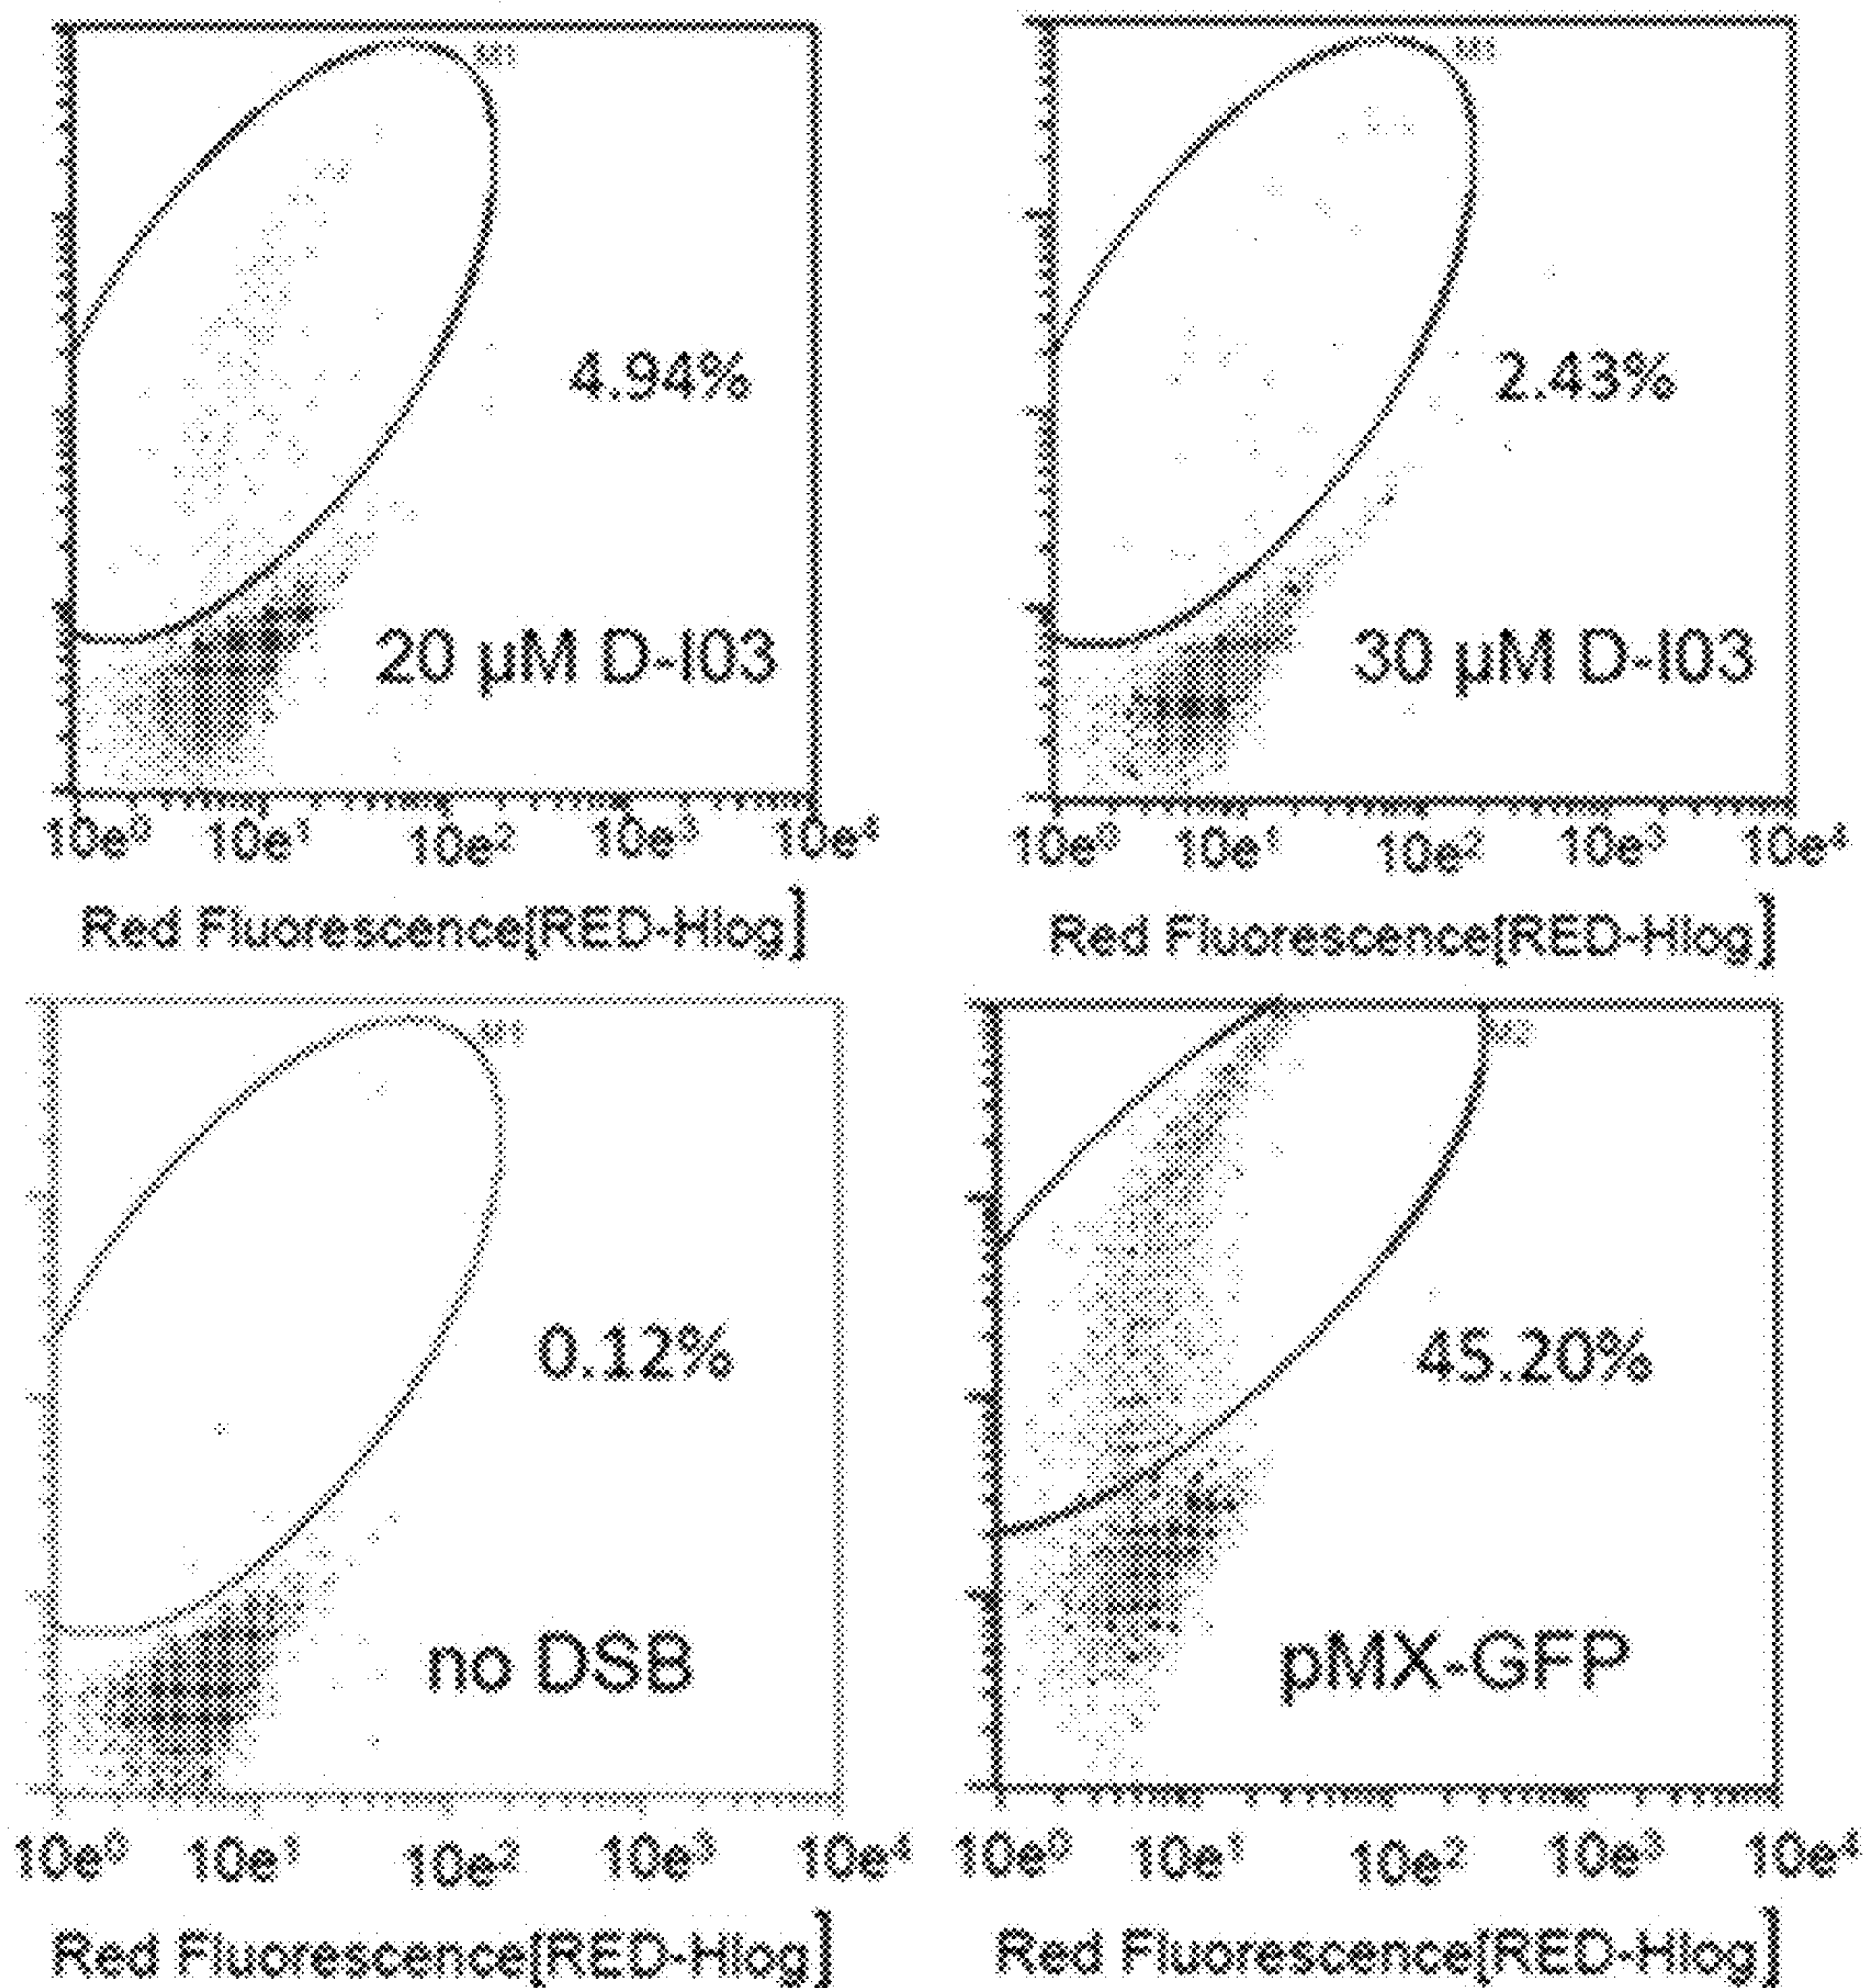 4.94%
20 µM D-I03
10e⁰ 10e¹ 10e² 10e³ 10e⁴
Red Fluorescence[RED-Hlog]
2.43%
30 µM D-I03
10e⁰ 10e¹ 10e² 10e³ 10e⁴
Red Fluorescence[RED-Hlog]
0.12%
no DSB
10e⁰ 10e¹ 10e² 10e³ 10e⁴
Red Fluorescence[RED-Hlog]
45.20%
pMX-GFP
10e⁰ 10e¹ 10e² 10e³ 10e⁴
Red Fluorescence[RED-Hlog]